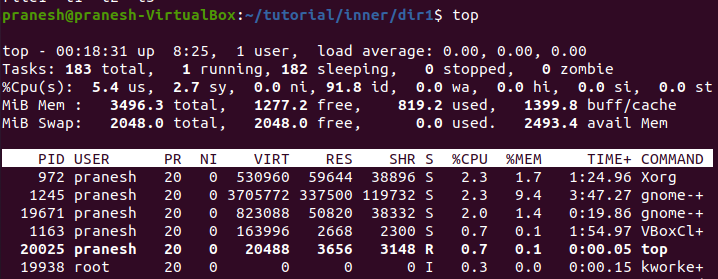 pranesh@pranesh-VirtualBox:~/tutorial/inner/dir1$ top
top - 00:18:31 up  8:25,  1 user,  load average: 0.00, 0.00, 0.00
Tasks: 183 total,   1 running, 182 sleeping,   0 stopped,   0 zombie
%Cpu(s):  5.4 us,  2.7 sy,  0.0 ni, 91.8 id,  0.0 wa,  0.0 hi,  0.0 si,  0.0 st
MiB Mem :   3496.3 total,   1277.2 free,    819.2 used,   1399.8 buff/cache
MiB Swap:   2048.0 total,   2048.0 free,      0.0 used.   2493.4 avail Mem
PID USER      PR  NI    VIRT    RES    SHR S  %CPU  %MEM     TIME+ COMMAND
972 pranesh   20   0  530960  59644  38896 S   2.3   1.7   1:24.96 Xorg
1245 pranesh   20   0 3705772 337500 119732 S   2.3   9.4   3:47.27 gnome-+
19671 pranesh   20   0  823088  50820  38332 S   2.0   1.4   0:19.86 gnome-+
1163 pranesh   20   0  163996   2668   2300 S   0.7   0.1   1:54.97 VBoxCl+
20025 pranesh   20   0   20488   3656   3148 R   0.7   0.1   0:00.05 top
19938 root      20   0       0      0      0 I   0.3   0.0   0:00.15 kworke+